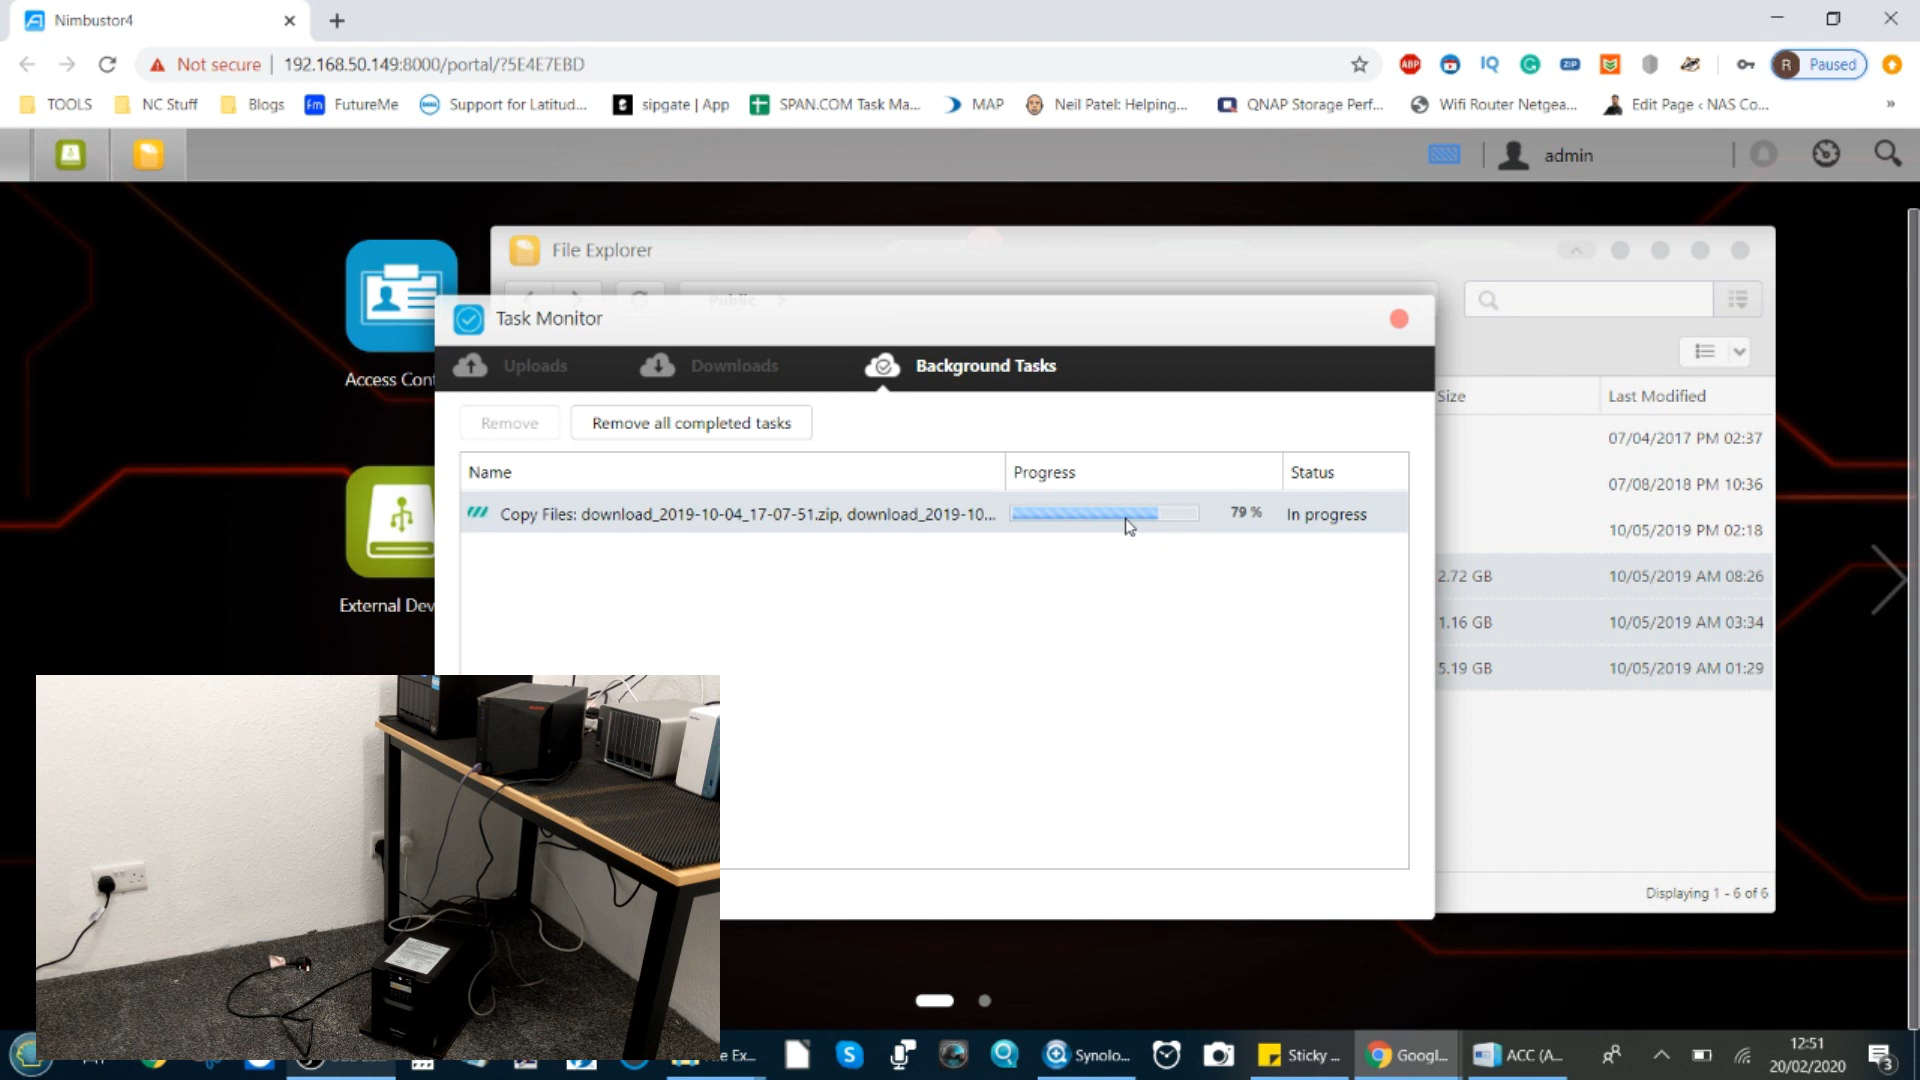 Nimbustor4
Not secure | 192.168.50.149:8000/portal/?5E4E7EBD
ABP IQ ZIP R Paused
TOOLS NC Stuff Blogs fm FutureMe Support for Latitud... sipgate | App SPAN.COM Task Ma... MAP Neil Patel: Helping... QNAP Storage Perf... Wifi Router Netgea... Edit Page ‹ NAS Co... »
admin
File Explorer
Public
Task Monitor
Uploads Downloads Background Tasks
Access Cont
Size Last Modified
Remove Remove all completed tasks
07/04/2017 PM 02:37
Name Progress Status
07/08/2018 PM 10:36
Copy Files: download_2019-10-04_17-07-51.zip, download_2019-10... 79 % In progress
10/05/2019 PM 02:18
2.72 GB 10/05/2019 AM 08:26
External Dev
1.16 GB 10/05/2019 AM 03:34
5.19 GB 10/05/2019 AM 01:29
Displaying 1 - 6 of 6
e Ex... Synolo... Sticky ... Googl... ACC (A... 12:51
20/02/2020 3